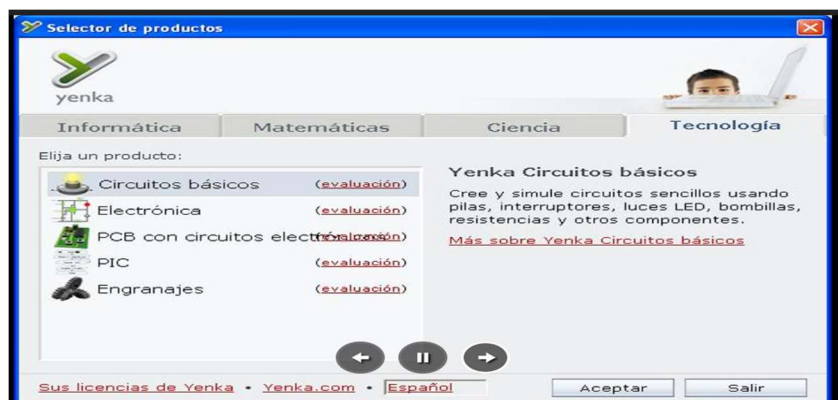 Selector de productos
yenka
Informática Matemáticas Ciencia Tecnología
Elija un producto:
Circuitos básicos (evaluación)
Electrónica (evaluación)
PCB con circuitos
PIC (evaluación)
Engranajes (evaluación)
Yenka Circuitos básicos
Cree y simule circuitos sencillos usando
pilas, interruptores, luces LED, bombillas,
resistencias y otros componentes.
Más sobre Yenka Circuitos básicos
Sus licencias de Yenka • Yenka.com • Español
Aceptar Salir